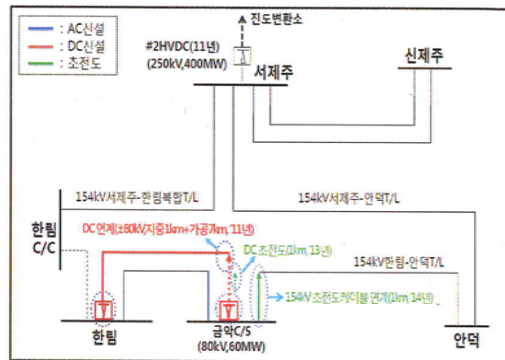 : AC신설
: DC신설
: 초전도
진도변환소
#2HVDC(11년)
(250kV,400MW)
서제주
신제주
154kV서제주-한림복합T/L
154kV서제주-안덕T/L
한림
C/C
DC 연계(±80kV,지중1km+가공7km,'11년)
DC 초전도(1km,'13년)
154kV한림-안덕T/L
154kV초전도케이블 연계(1km,'14년)
한림
금악C/S
(80kV,60MW)
안덕